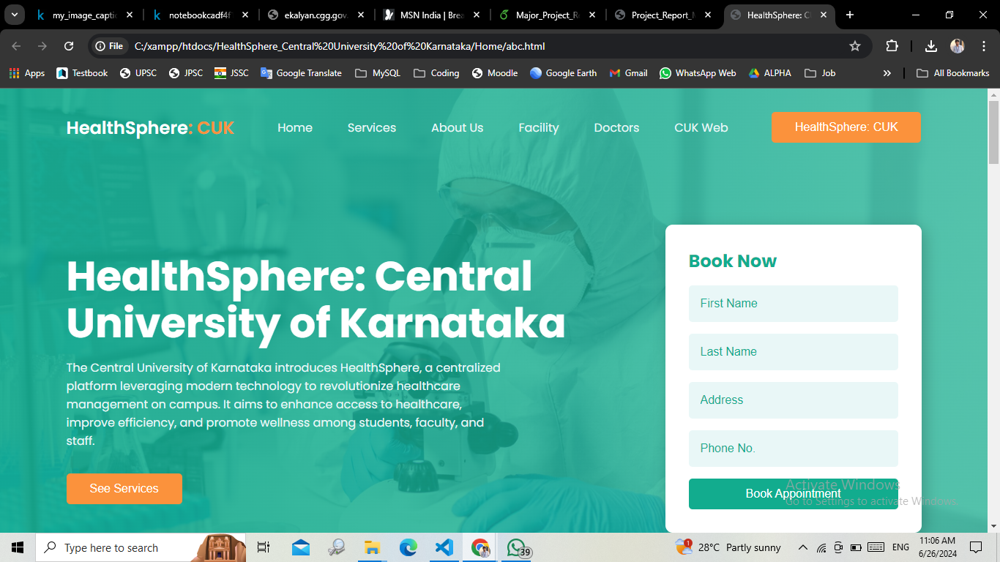 my_image_captic
notebookcadf4f
ekalyan.cgg.gov.
MSN India | Brea
Major_Project_Re
Project_Report_M
HealthSphere: Ce
File
C:/xampp/htdocs/HealthSphere_Central%20University%20of%20Karnataka/Home/abc.html
Apps
Testbook
UPSC
JPSC
JSSC
Google Translate
MySQL
Coding
Moodle
Google Earth
Gmail
WhatsApp Web
ALPHA
Job
All Bookmarks
HealthSphere: CUK
Home
Services
About Us
Facility
Doctors
CUK Web
HealthSphere: CUK
HealthSphere: Central
University of Karnataka
The Central University of Karnataka introduces HealthSphere, a centralized
platform leveraging modern technology to revolutionize healthcare
management on campus. It aims to enhance access to healthcare,
improve efficiency, and promote wellness among students, faculty, and
staff.
See Services
Book Now
First Name
Last Name
Address
Phone No.
Book Appointment
Activate Windows
Go to Settings to activate Windows.
Type here to search
39
1
28°C Partly sunny
ENG
11:06 AM
6/26/2024